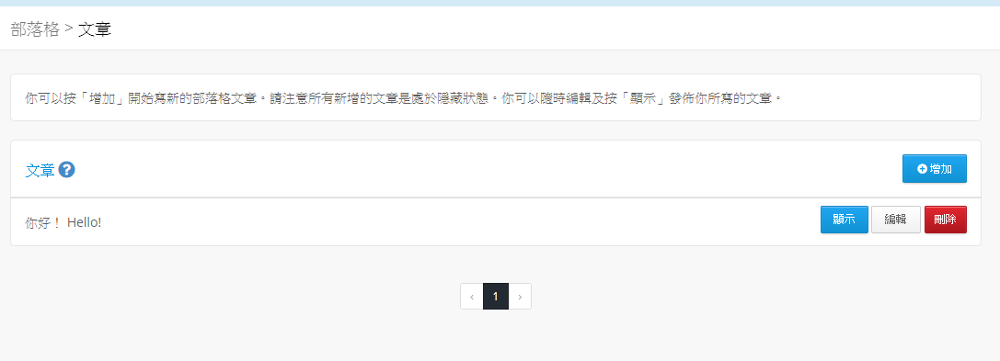 部落格 > 文章
你可以按「增加」開始寫新的部落格文章。請注意所有新增的文章是處於隱藏狀態。你可以隨時編輯及按「顯示」發佈你所寫的文章。
文章 ?
增加
你好！ Hello!
顯示 編輯 刪除
‹ 1 ›